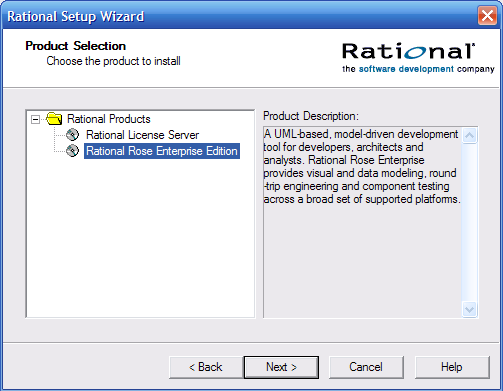 Rational Setup Wizard
Product Selection
Choose the product to install
Rational
the software development company
Rational Products
Rational License Server
Rational Rose Enterprise Edition
Product Description:
A UML-based, model-driven development
tool for developers, architects and
analysts. Rational Rose Enterprise
provides visual and data modeling, round
-trip engineering and component testing
across a broad set of supported platforms.
< Back
Next >
Cancel
Help